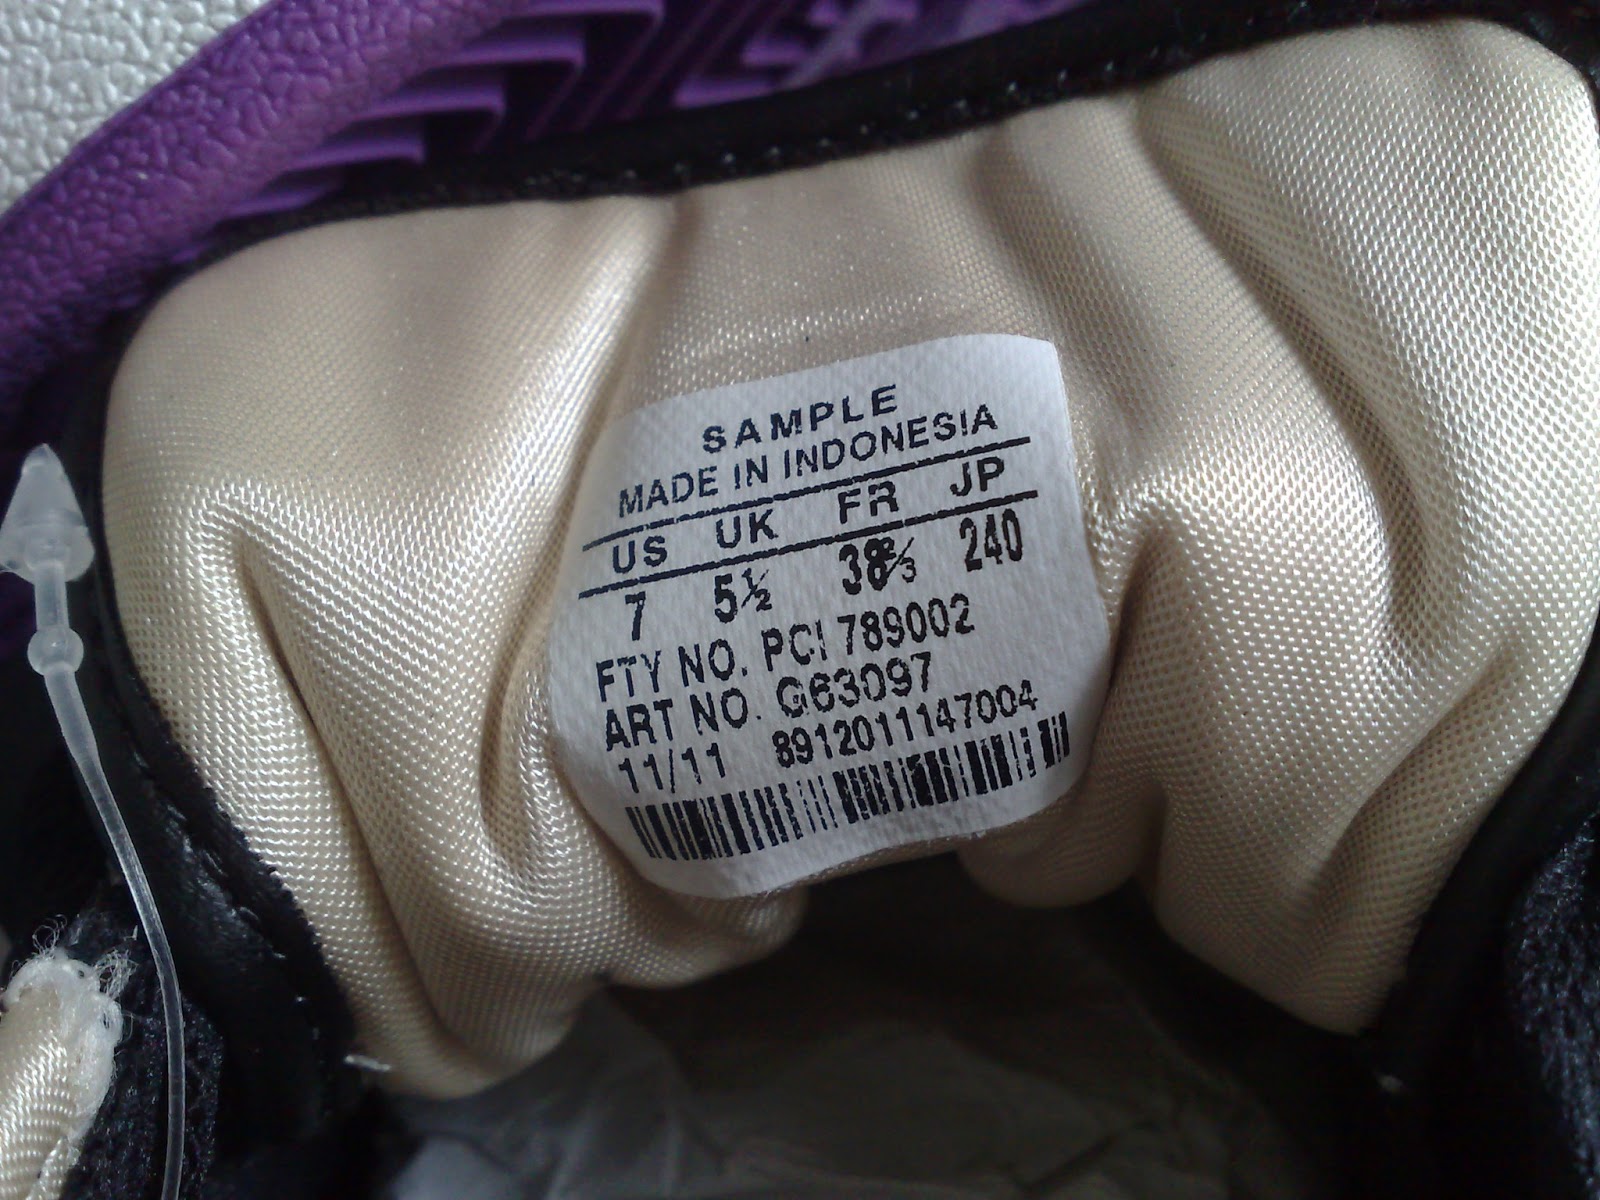 SAMPLE
MADE IN INDONESIA
US UK FR JP
7 5½ 38⅔ 240
FTY NO. PCI 789002
ART NO. G63097
11/11 8912011147004